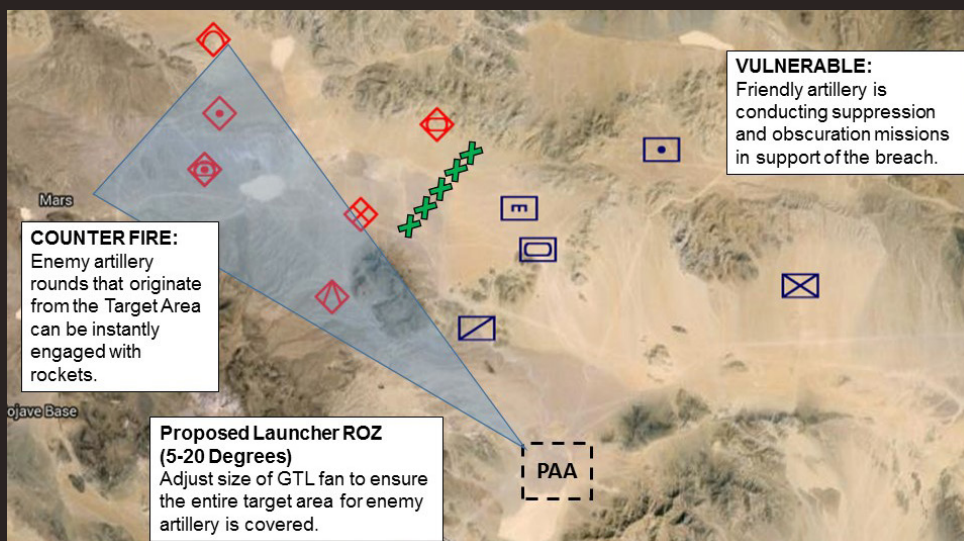 VULNERABLE:
Friendly artillery is
conducting suppression
and obscuration missions
in support of the breach.
Mars
COUNTER FIRE:
Enemy artillery
rounds that originate
from the Target Area
can be instantly
engaged with
rockets.
E
ojave Base
Proposed Launcher ROZ
(5-20 Degrees)
Adjust size of GTL fan to ensure
the entire target area for enemy
artillery is covered.
PAA